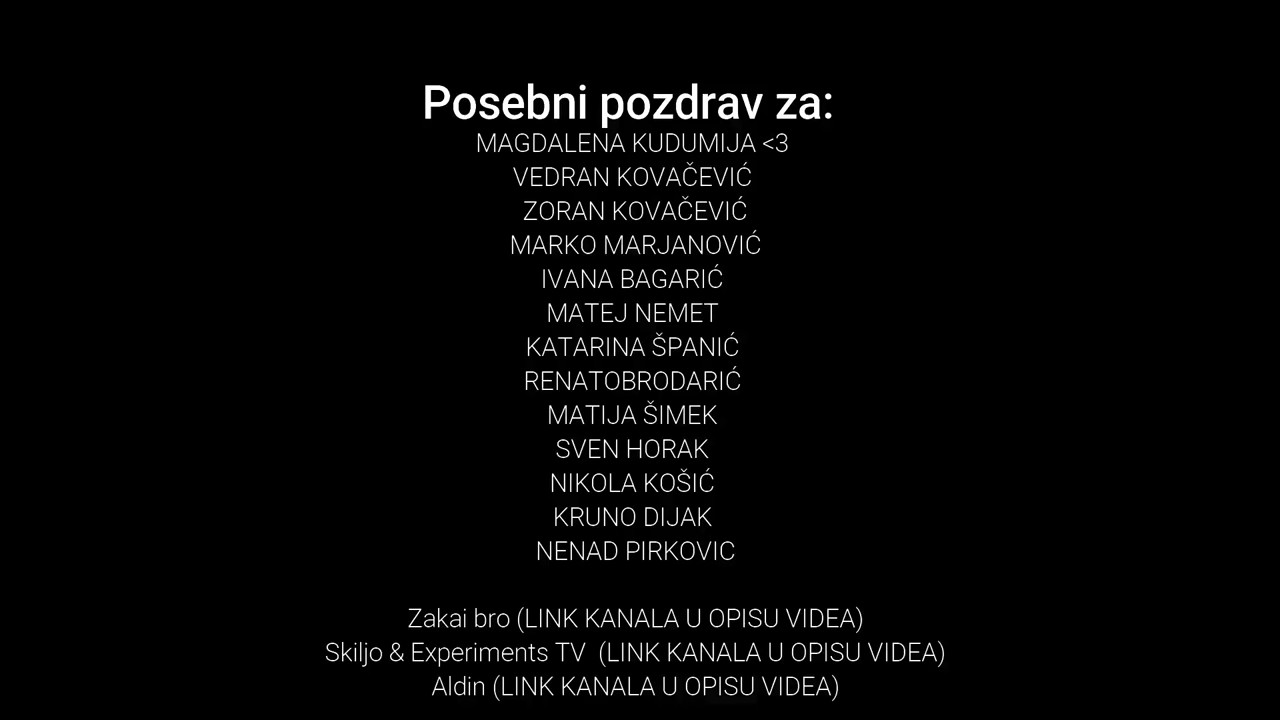 Posebni pozdrav za:
MAGDALENA KUDUMIJA <3
VEDRAN KOVAČEVIĆ
ZORAN KOVAČEVIĆ
MARKO MARJANOVIĆ
IVANA BAGARIĆ
MATEJ NEMET
KATARINA ŠPANIĆ
RENATOBRODARIĆ
MATIJA ŠIMEK
SVEN HORAK
NIKOLA KOŠIĆ
KRUNO DIJAK
NENAD PIRKOVIC
Zakai bro (LINK KANALA U OPISU VIDEA)
Skiljo & Experiments TV (LINK KANALA U OPISU VIDEA)
Aldin (LINK KANALA U OPISU VIDEA)